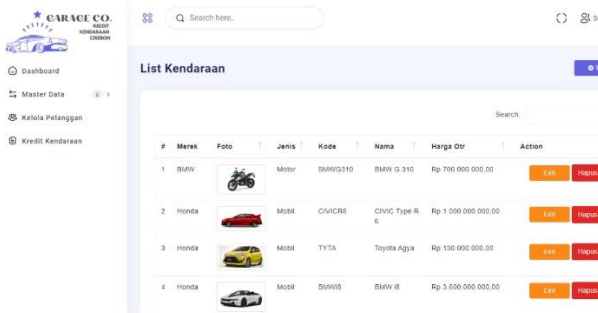 GARAGE CO.
KREDIT
KENDARAAN
CIREBON
Search here..
Dashboard
Master Data
Kelola Pelanggan
Kredit Kendaraan
List Kendaraan
Search:
# Merek Foto Jenis Kode Nama Harga Otr Action
1 BMW Motor BMWG310 BMW G 310 Rp 700.000.000,00 Edit Hapus
2 Honda Mobil CIVICR6 CIVIC Type R Rp 1.000.000.000,00 Edit Hapus
6
3 Honda Mobil TYTA Toyota Agya Rp 130.000.000,00 Edit Hapus
4 Honda Mobil BMWi8 BMW i8 Rp 3.600.000.000,00 Edit Hapus